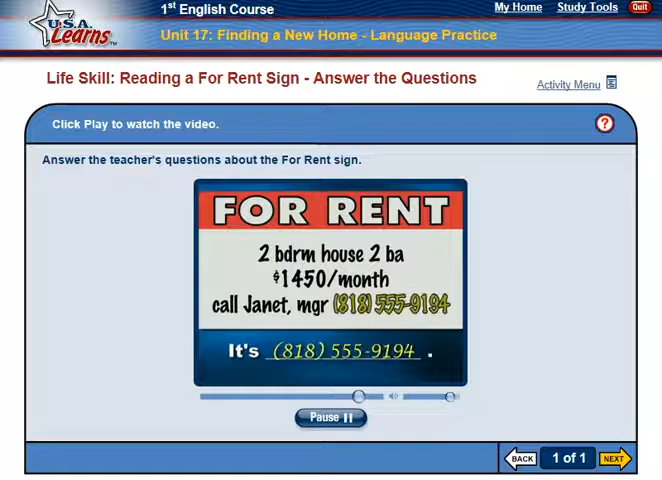 U.S.A. Learns™
1st English Course
My Home Study Tools Quit
Unit 17: Finding a New Home - Language Practice
Life Skill: Reading a For Rent Sign - Answer the Questions
Activity Menu
Click Play to watch the video.
?
Answer the teacher's questions about the For Rent sign.
FOR RENT
2 bdrm house 2 ba
$1450/month
call Janet, mgr (818) 555-9194
It's (818) 555-9194 .
Pause
BACK 1 of 1 NEXT